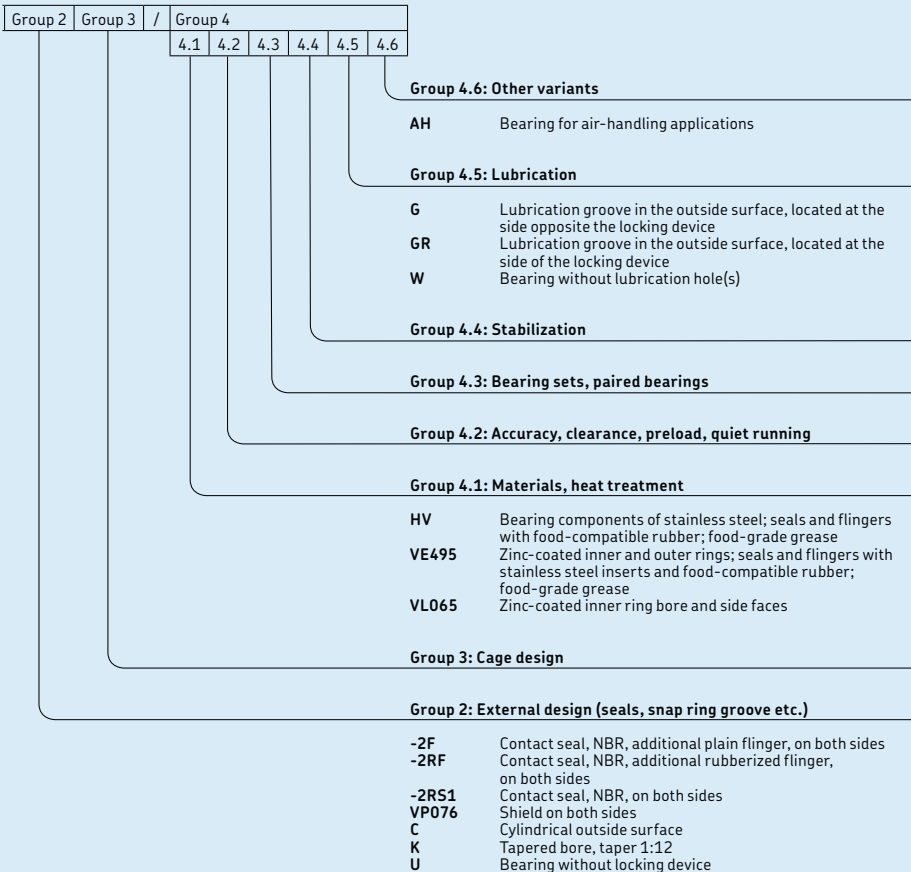 Group 2 Group 3 / Group 4
4.1 4.2 4.3 4.4 4.5 4.6
Group 4.6: Other variants
AH Bearing for air-handling applications
Group 4.5: Lubrication
G Lubrication groove in the outside surface, located at the
side opposite the locking device
GR Lubrication groove in the outside surface, located at the
side of the locking device
W Bearing without lubrication hole(s)
Group 4.4: Stabilization
Group 4.3: Bearing sets, paired bearings
Group 4.2: Accuracy, clearance, preload, quiet running
Group 4.1: Materials, heat treatment
HV Bearing components of stainless steel; seals and flingers
with food-compatible rubber; food-grade grease
VE495 Zinc-coated inner and outer rings; seals and flingers with
stainless steel inserts and food-compatible rubber;
food-grade grease
VL065 Zinc-coated inner ring bore and side faces
Group 3: Cage design
Group 2: External design (seals, snap ring groove etc.)
-2F Contact seal, NBR, additional plain flinger, on both sides
-2RF Contact seal, NBR, additional rubberized flinger,
on both sides
-2RS1 Contact seal, NBR, on both sides
VP076 Shield on both sides
C Cylindrical outside surface
K Tapered bore, taper 1:12
U Bearing without locking device